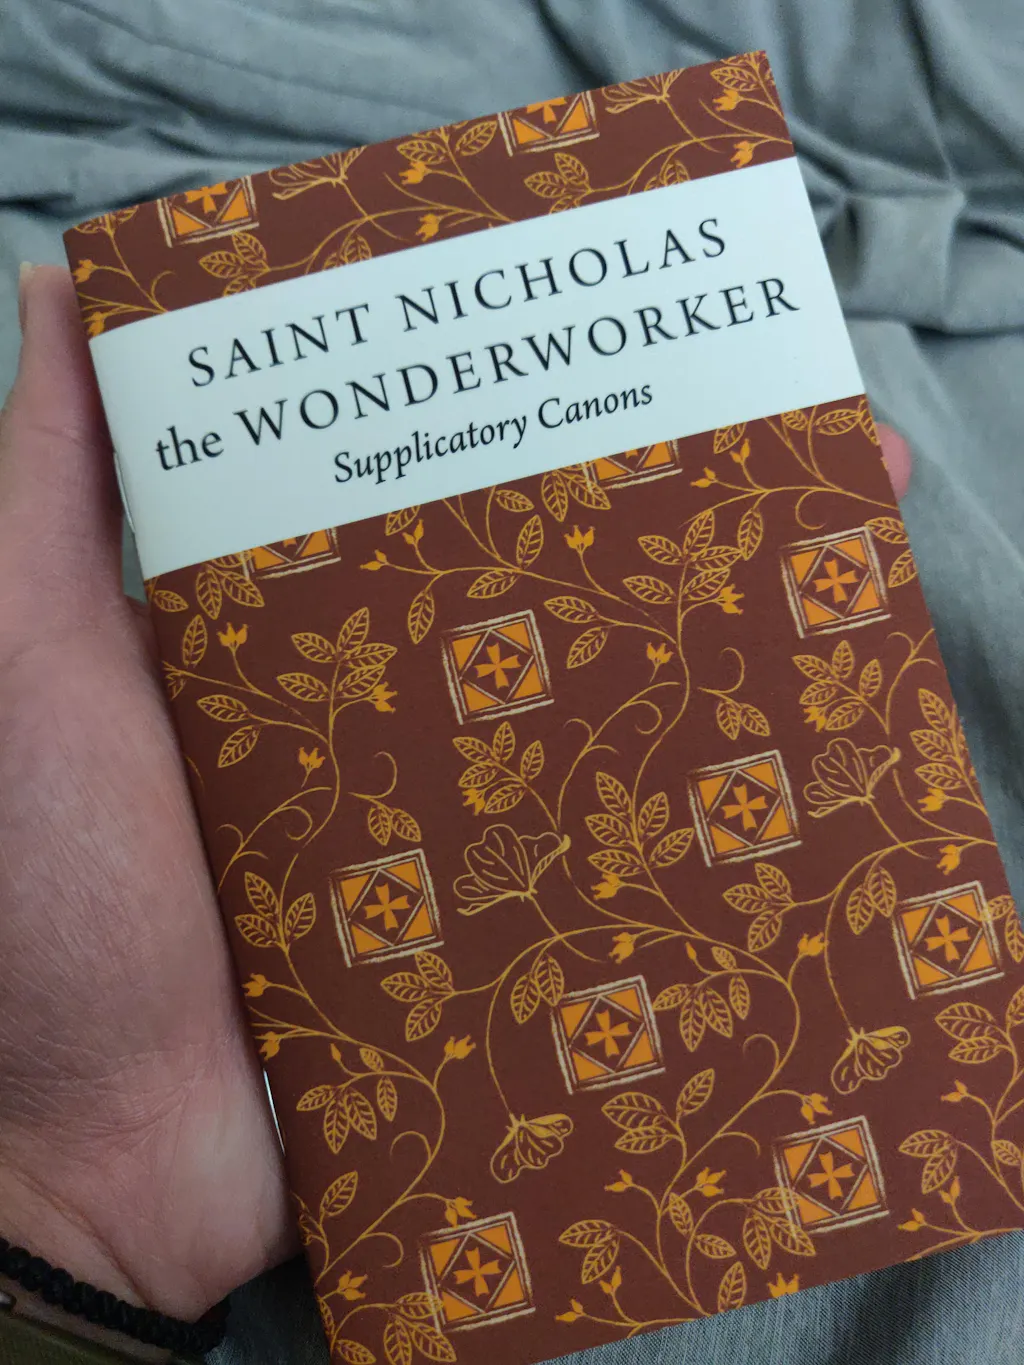 SAINT NICHOLAS
the WONDERWORKER
Supplicatory Canons